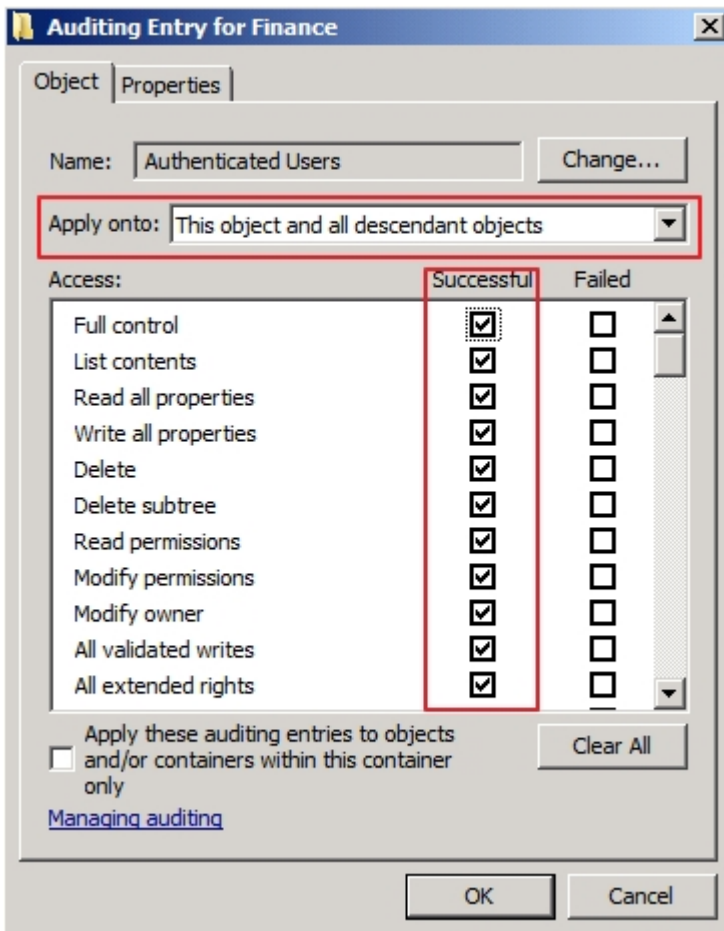 Auditing Entry for Finance
Object
Properties
Name:
Authenticated Users
Change...
Apply onto:
This object and all descendant objects
Access:
Successful
Failed
Full control
List contents
Read all properties
Write all properties
Delete
Delete subtree
Read permissions
Modify permissions
Modify owner
All validated writes
All extended rights
Apply these auditing entries to objects
and/or containers within this container
only
Clear All
Managing auditing
OK
Cancel